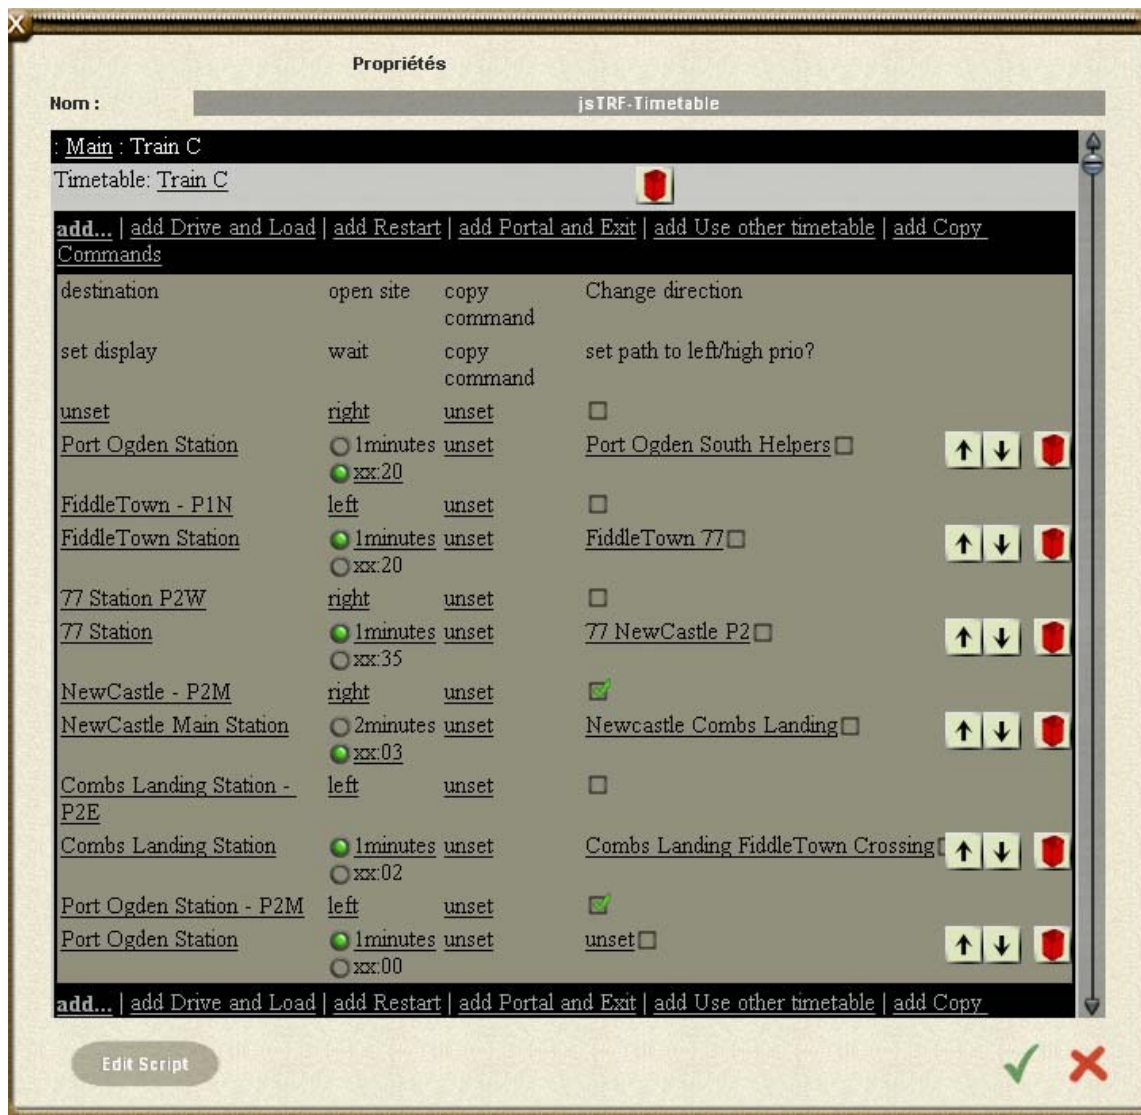 X
Propriétés
Nom : jsTRF-Timetable
: Main : Train C
Timetable: Train C
add... | add Drive and Load | add Restart | add Portal and Exit | add Use other timetable | add Copy
Commands
destination open site copy command Change direction
set display wait copy command set path to left/high prio?
unset right unset
Port Ogden Station 1minutes unset Port Ogden South Helpers
xx:20
FiddleTown - P1N left unset
FiddleTown Station 1minutes unset FiddleTown 77
xx:20
77 Station P2W right unset
77 Station 1minutes unset 77 NewCastle P2
xx:35
NewCastle - P2M right unset
NewCastle Main Station 2minutes unset Newcastle Combs Landing
xx:03
Combs Landing Station - left unset
P2E
Combs Landing Station 1minutes unset Combs Landing FiddleTown Crossing
xx:02
Port Ogden Station - P2M left unset
Port Ogden Station 1minutes unset unset
xx:00
add... | add Drive and Load | add Restart | add Portal and Exit | add Use other timetable | add Copy
Edit Script